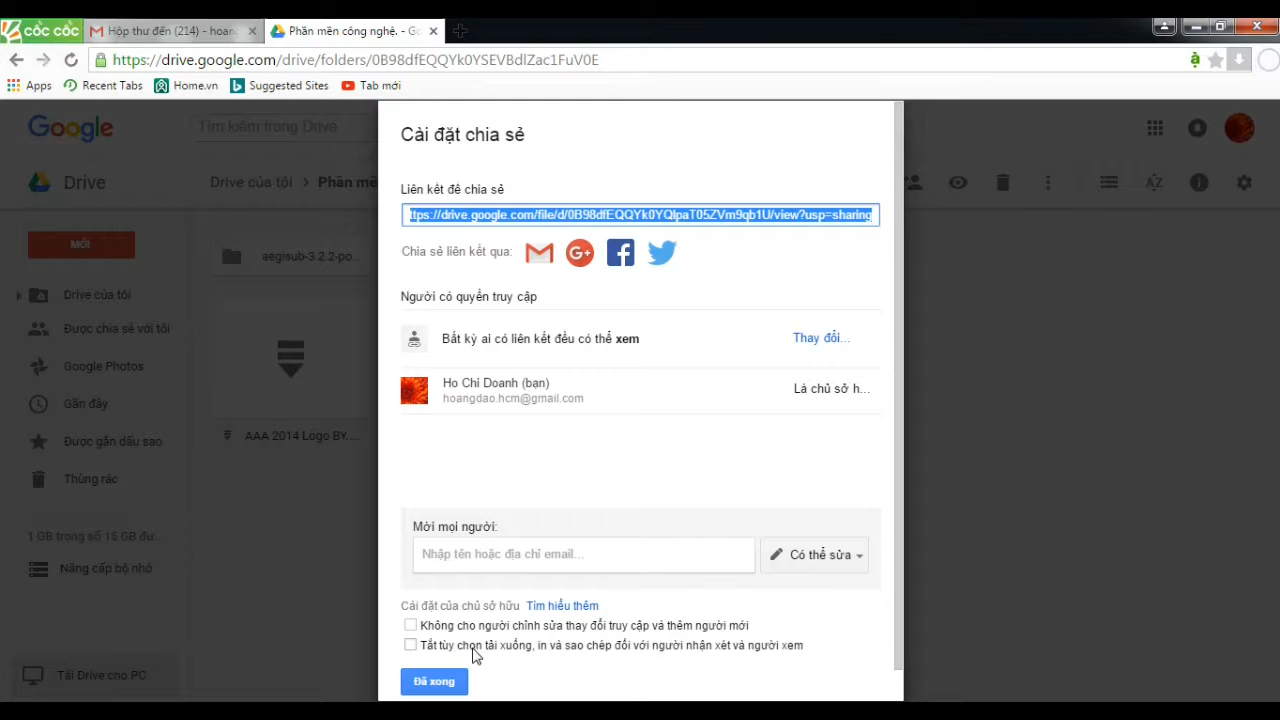 cốc cốc
Hộp thư đến (214) - hoan
Phần mền công nghệ. - Go
https://drive.google.com/drive/folders/0B98dfEQQYk0YSEVBdlZac1FuV0E
Apps
Recent Tabs
Home.vn
Suggested Sites
Tab mới
Google
Tìm kiếm trong Drive
Drive
Drive của tôi
Phần mề
MỚI
Drive của tôi
Được chia sẻ với tôi
Google Photos
Gần đây
Được gắn dấu sao
Thùng rác
1 GB trong số 15 GB đư...
Nâng cấp bộ nhớ
Tải Drive cho PC
aegisub-3.2.2-po...
AAA 2014 Logo BY....
Cài đặt chia sẻ
Liên kết để chia sẻ
ttps://drive.google.com/file/d/0B98dfEQQYk0YQlpaT05ZVm9qb1U/view?usp=sharing
Chia sẻ liên kết qua:
Người có quyền truy cập
Bất kỳ ai có liên kết đều có thể xem
Thay đổi...
Ho Chi Doanh (bạn)
Là chủ sở h...
hoangdao.hcm@gmail.com
Mời mọi người:
Nhập tên hoặc địa chỉ email...
Có thể sửa
Cài đặt của chủ sở hữu Tìm hiểu thêm
Không cho người chỉnh sửa thay đổi truy cập và thêm người mới
Tắt tùy chọn tải xuống, in và sao chép đối với người nhận xét và người xem
Đã xong